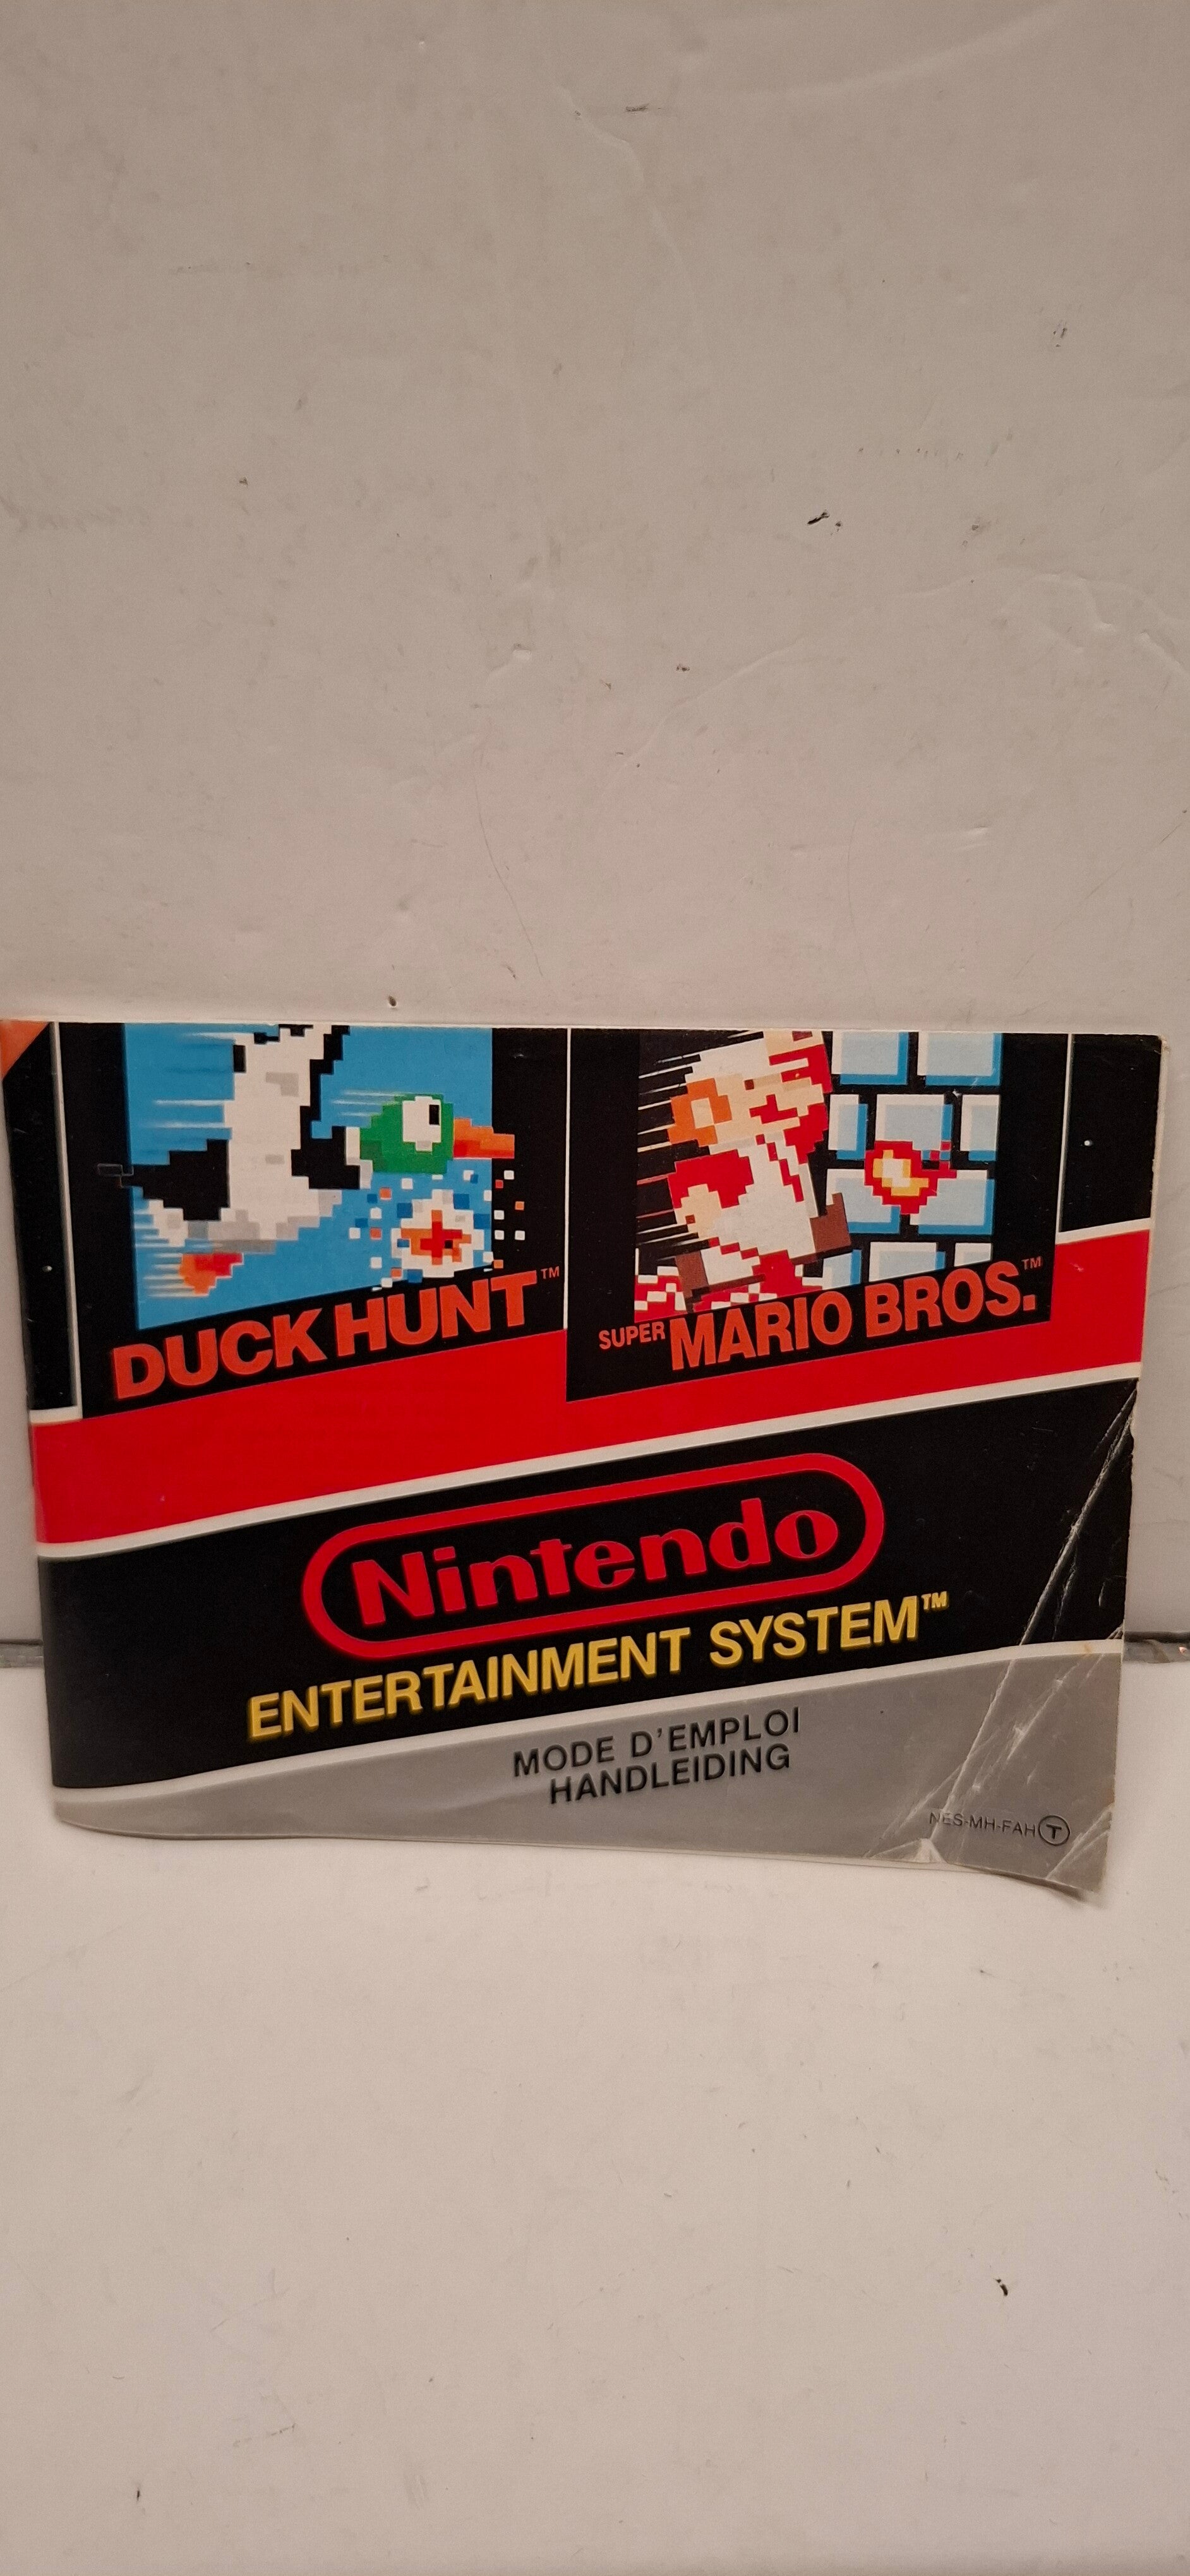 DUCK HUNT™
SUPER MARIO BROS.™
Nintendo
ENTERTAINMENT SYSTEM™
MODE D'EMPLOI
HANDLEIDING
NES-MH-FAH T